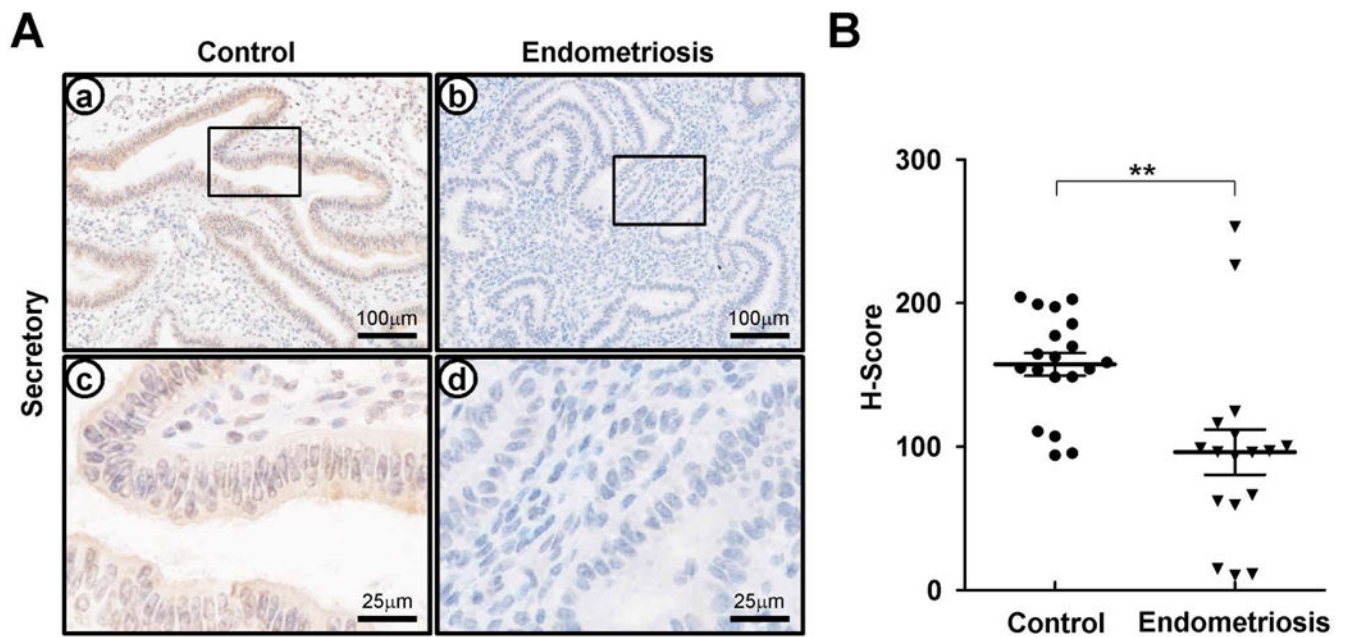 A
Control
Endometriosis
B
a
b
Secretory
100μm
100μm
c
d
25μm
25μm
H-Score
300
200
100
0
**
Control
Endometriosis